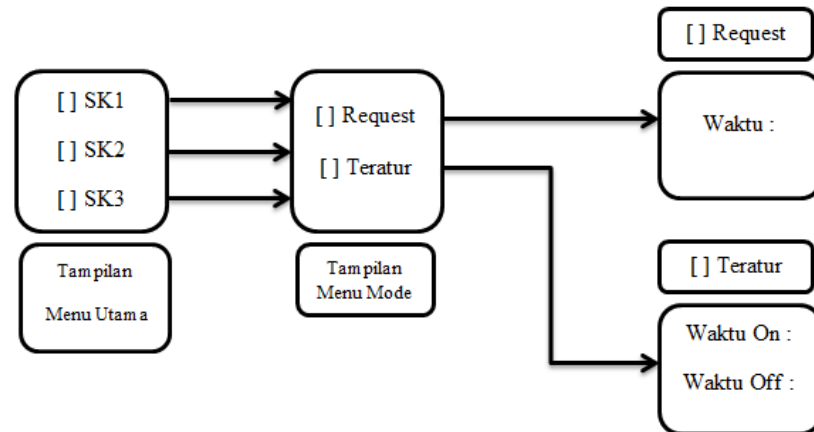 [ ] SK1
[ ] SK2
[ ] SK3
Tampilan
Menu Utama
[ ] Request
[ ] Teratur
Tampilan
Menu Mode
[ ] Request
Waktu :
[ ] Teratur
Waktu On :
Waktu Off :